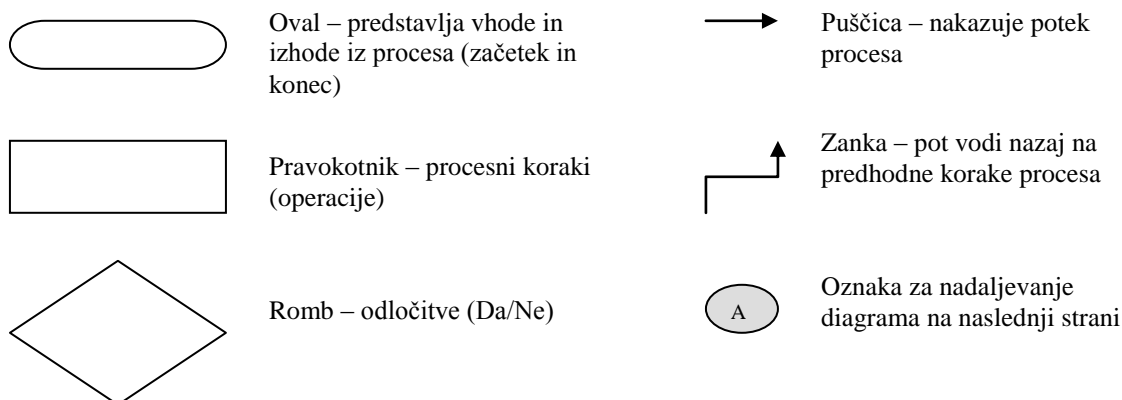 Oval – predstavlja vhode in
izhode iz procesa (začetek in
konec)
Puščica – nakazuje potek
procesa
Pravokotnik – procesni koraki
(operacije)
Zanka – pot vodi nazaj na
predhodne korake procesa
Romb – odločitve (Da/Ne)
A
Oznaka za nadaljevanje
diagrama na naslednji strani